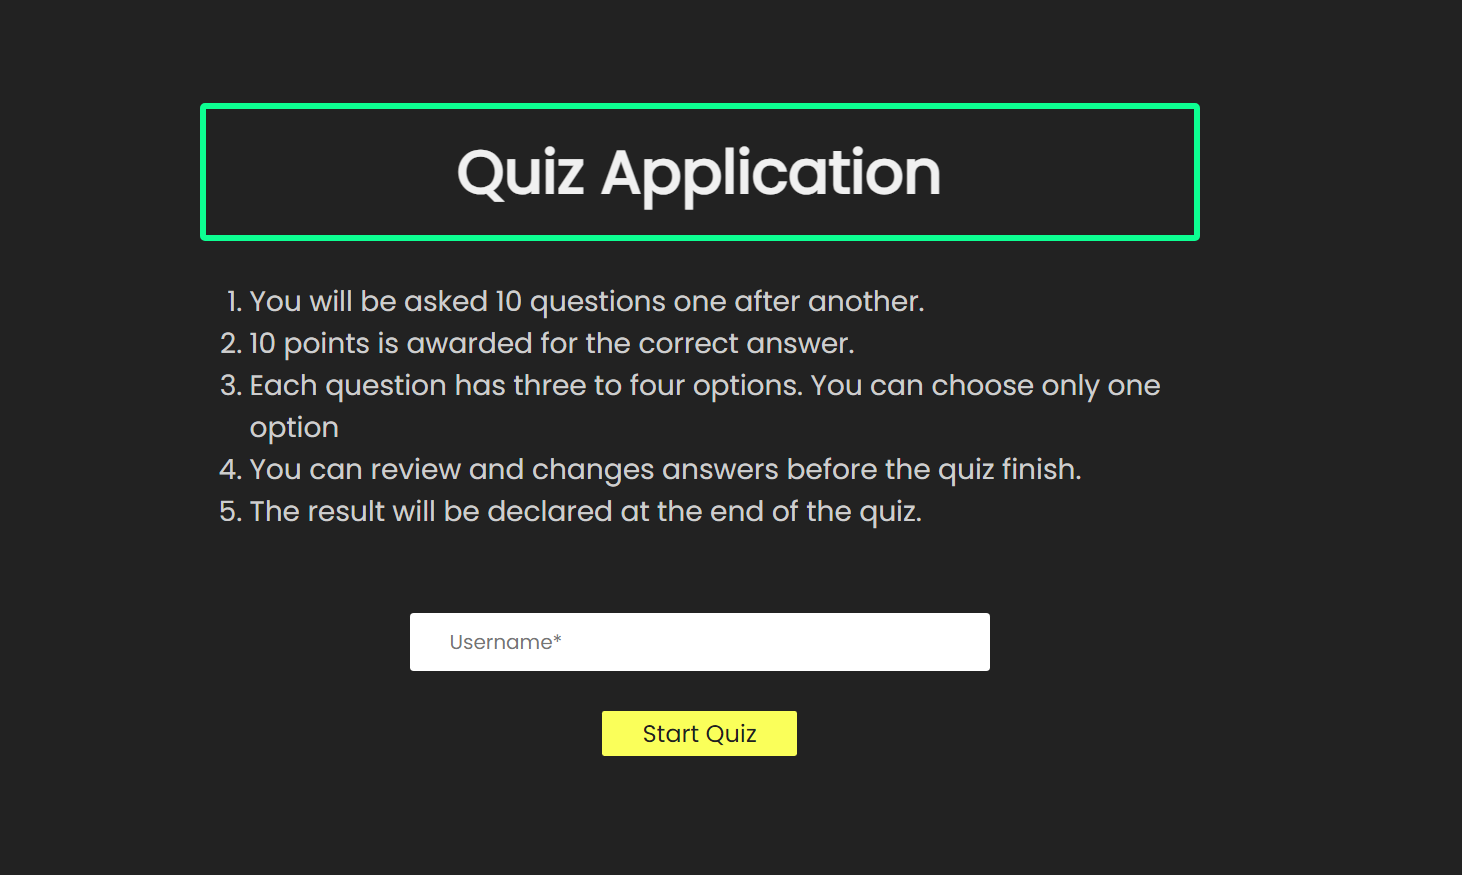 Quiz Application
1. You will be asked 10 questions one after another.
2. 10 points is awarded for the correct answer.
3. Each question has three to four options. You can choose only one
option
4. You can review and changes answers before the quiz finish.
5. The result will be declared at the end of the quiz.
Username*
Start Quiz